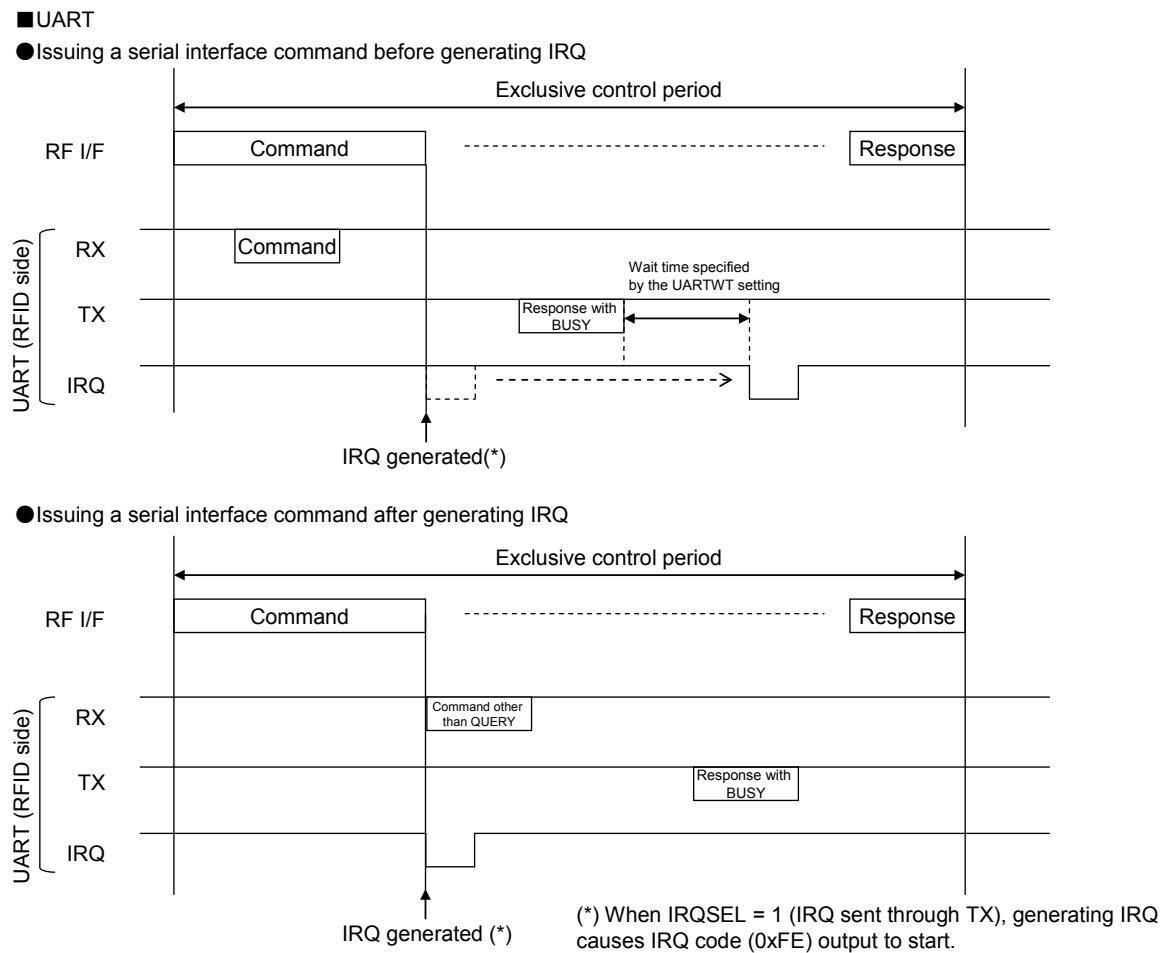 ■UART
●Issuing a serial interface command before generating IRQ
Exclusive control period
RF I/F
Command
Response
UART (RFID side)
RX
Command
Wait time specified
by the UARTWT setting
TX
Response with
BUSY
IRQ
IRQ generated(*)
●Issuing a serial interface command after generating IRQ
Exclusive control period
RF I/F
Command
Response
UART (RFID side)
RX
Command other
than QUERY
TX
Response with
BUSY
IRQ
IRQ generated (*)
(*) When IRQSEL = 1 (IRQ sent through TX), generating IRQ
causes IRQ code (0xFE) output to start.